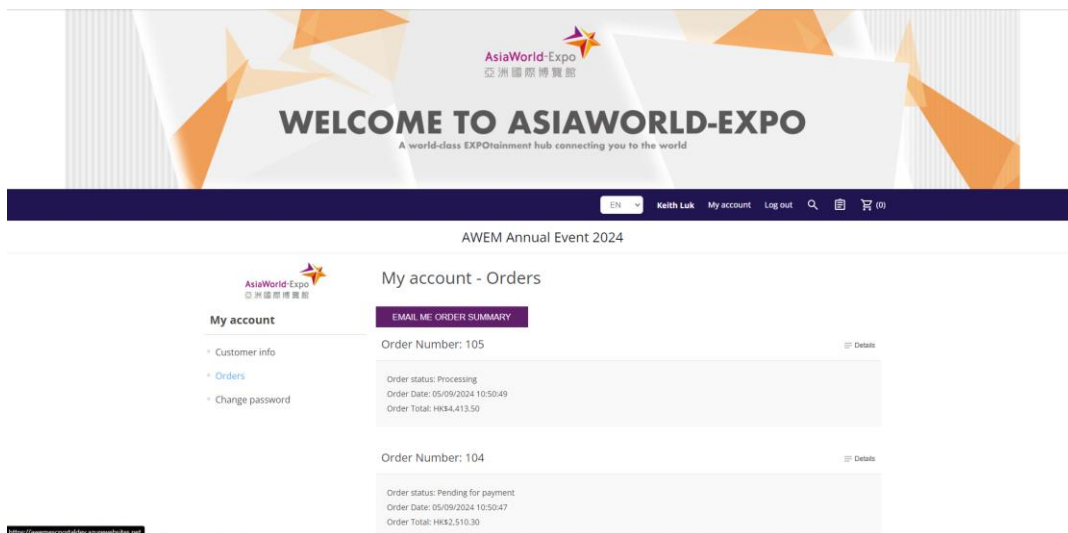 AsiaWorld-Expo
亞洲國際博覽館
WELCOME TO ASIAWORLD-EXPO
A world-class EXPOtainment hub connecting you to the world
EN Keith Luk My account Log out (0)
AWEM Annual Event 2024
AsiaWorld-Expo
亞洲國際博覽館
My account
Customer info
Orders
Change password
My account - Orders
EMAIL ME ORDER SUMMARY
Order Number: 105 Details
Order status: Processing
Order Date: 05/09/2024 10:50:49
Order Total: HK$4,413.50
Order Number: 104 Details
Order status: Pending for payment
Order Date: 05/09/2024 10:50:47
Order Total: HK$2,510.30